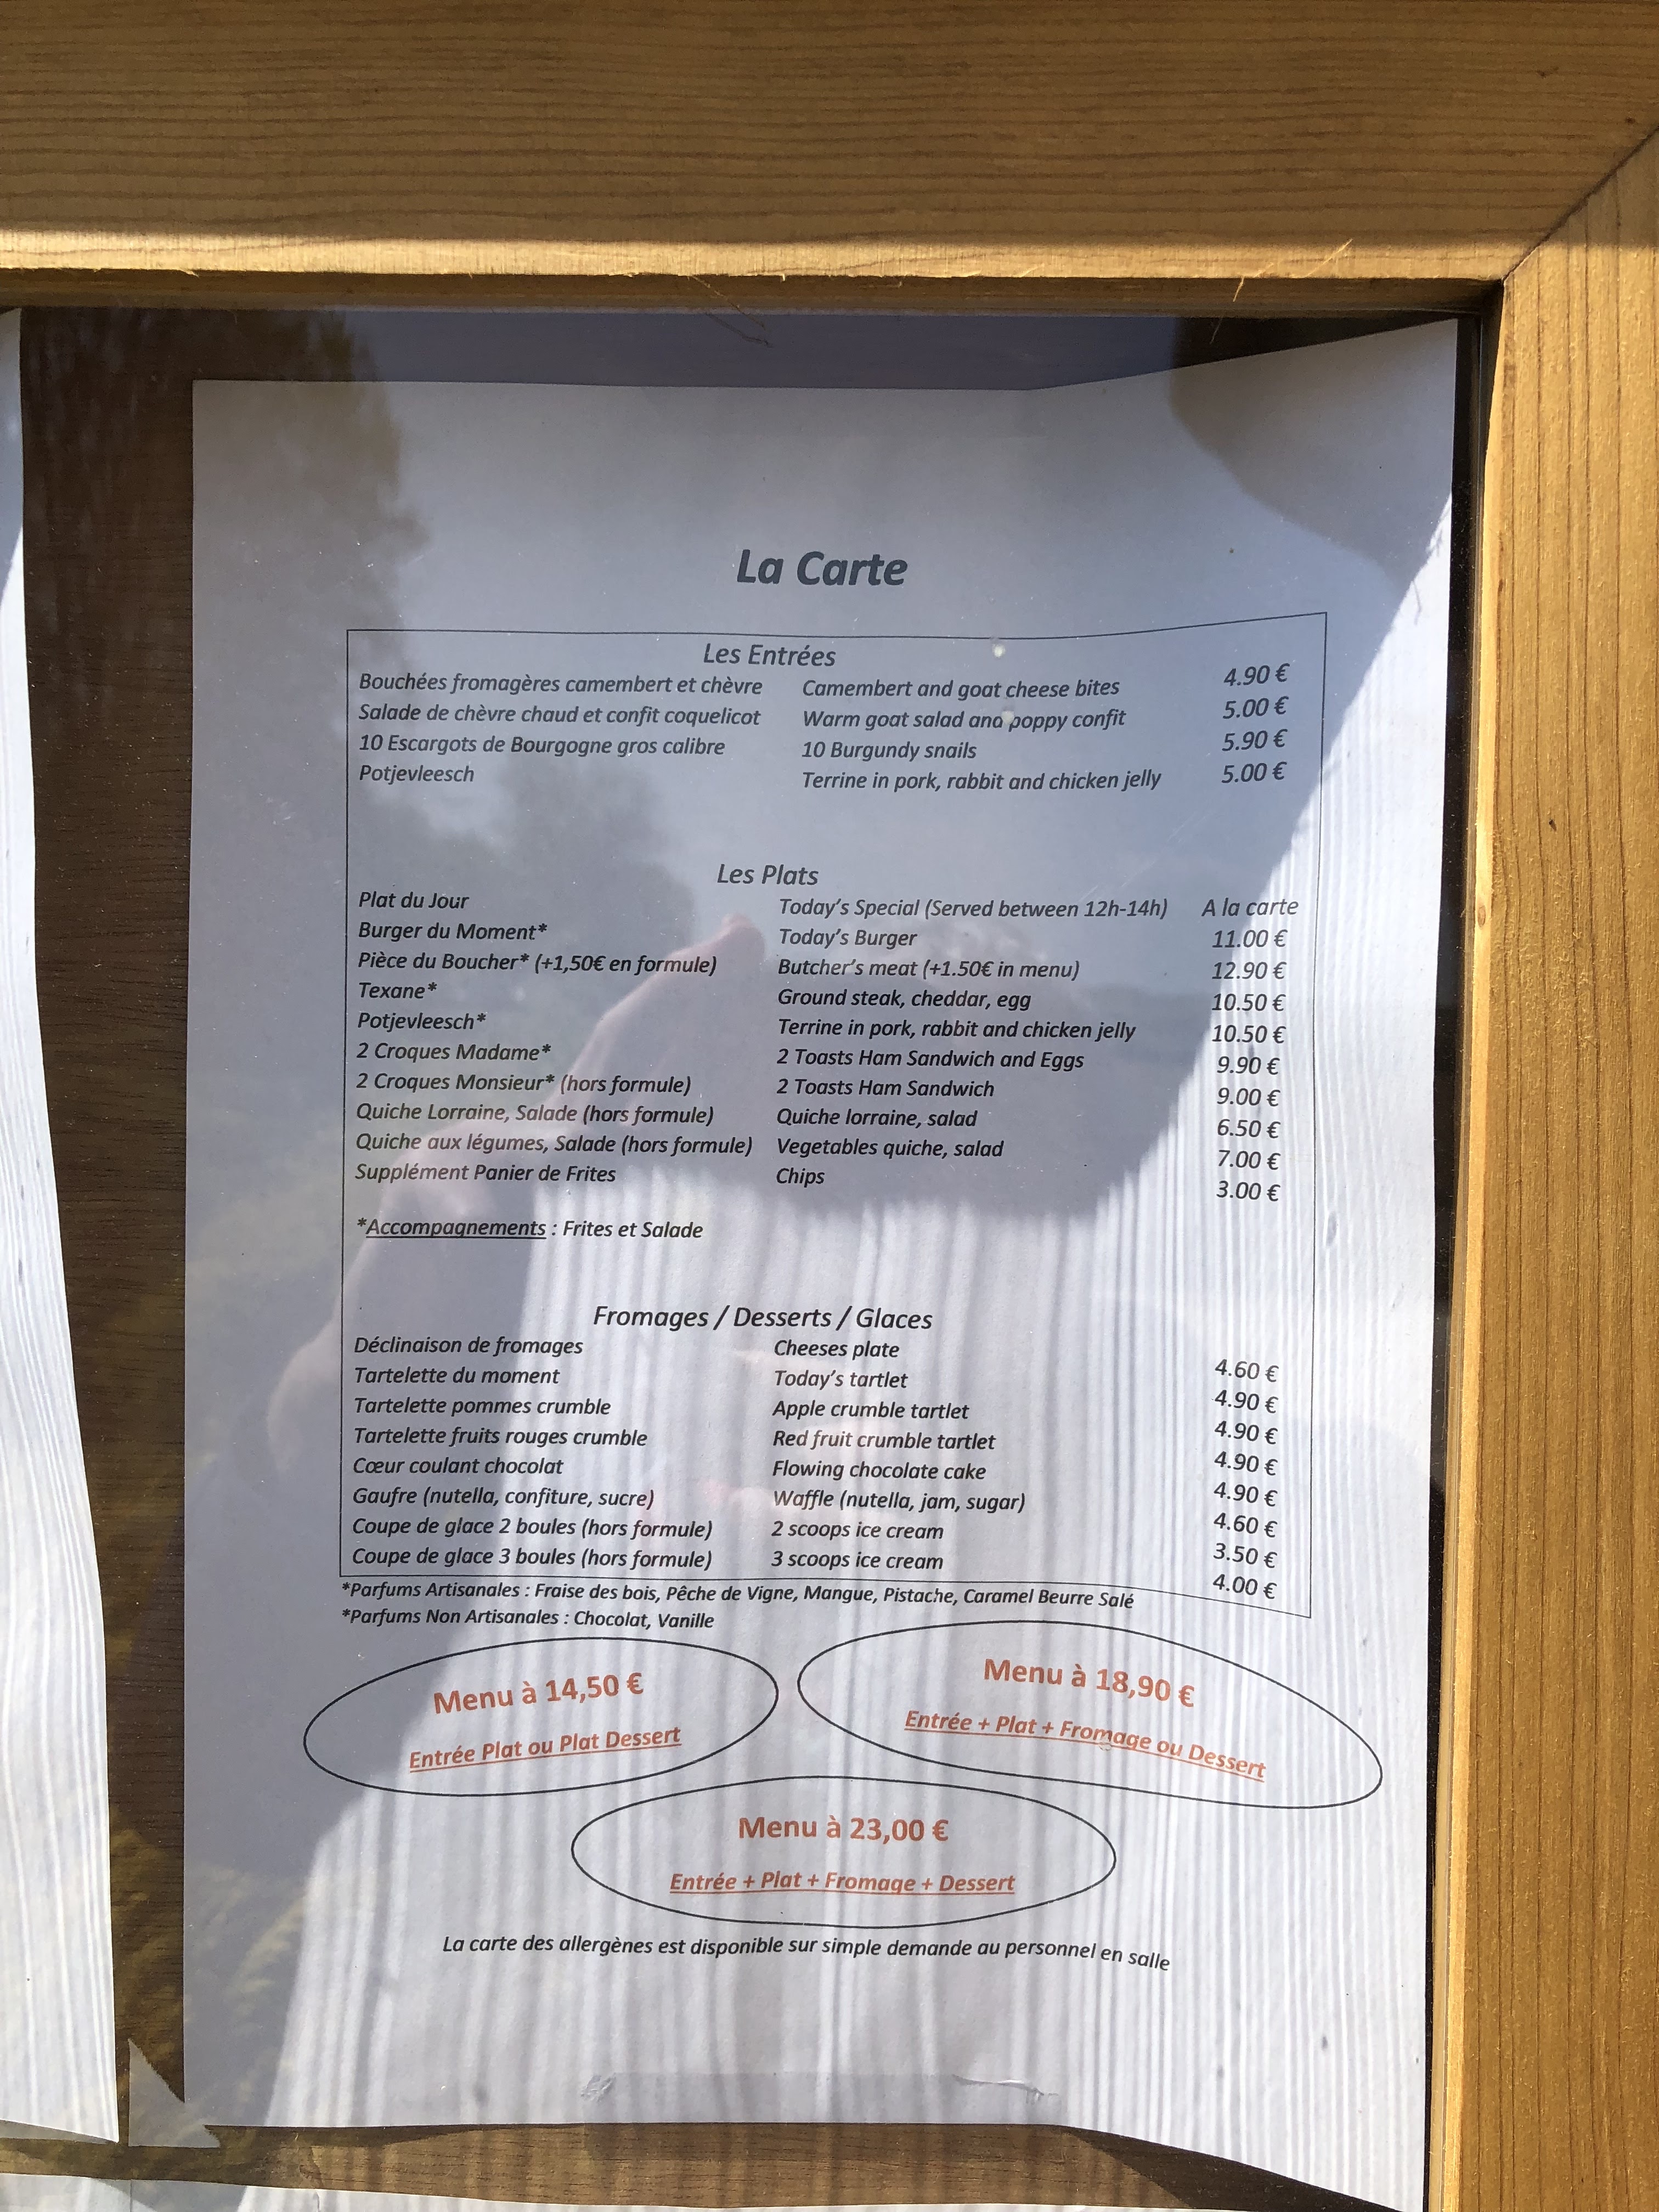 La Carte
Les Entrées
Bouchées fromagères camembert et chèvre Camembert and goat cheese bites 4.90 €
Salade de chèvre chaud et confit coquelicot Warm goat salad and poppy confit 5.00 €
10 Escargots de Bourgogne gros calibre 10 Burgundy snails 5.90 €
Potjevleesch Terrine in pork, rabbit and chicken jelly 5.00 €
Les Plats
Plat du Jour Today's Special (Served between 12h-14h) A la carte
Burger du Moment* Today's Burger 11.00 €
Pièce du Boucher* (+1,50€ en formule) Butcher's meat (+1.50€ in menu) 12.90 €
Texane* Ground steak, cheddar, egg 10.50 €
Potjevleesch* Terrine in pork, rabbit and chicken jelly 10.50 €
2 Croques Madame* 2 Toasts Ham Sandwich and Eggs 9.90 €
2 Croques Monsieur* (hors formule) 2 Toasts Ham Sandwich 9.00 €
Quiche Lorraine, Salade (hors formule) Quiche lorraine, salad 6.50 €
Quiche aux légumes, Salade (hors formule) Vegetables quiche, salad 7.00 €
Supplément Panier de Frites Chips 3.00 €
*Accompagnements : Frites et Salade
Fromages / Desserts / Glaces
Déclinaison de fromages Cheeses plate 4.60 €
Tartelette du moment Today's tartlet 4.90 €
Tartelette pommes crumble Apple crumble tartlet 4.90 €
Tartelette fruits rouges crumble Red fruit crumble tartlet 4.90 €
Cœur coulant chocolat Flowing chocolate cake 4.90 €
Gaufre (nutella, confiture, sucre) Waffle (nutella, jam, sugar) 4.60 €
Coupe de glace 2 boules (hors formule) 2 scoops ice cream 3.50 €
Coupe de glace 3 boules (hors formule) 3 scoops ice cream 4.00 €
*Parfums Artisanales : Fraise des bois, Pêche de Vigne, Mangue, Pistache, Caramel Beurre Salé
*Parfums Non Artisanales : Chocolat, Vanille
Menu à 14,50 €
Entrée Plat ou Plat Dessert
Menu à 18,90 €
Entrée + Plat + Fromage ou Dessert
Menu à 23,00 €
Entrée + Plat + Fromage + Dessert
La carte des allergènes est disponible sur simple demande au personnel en salle